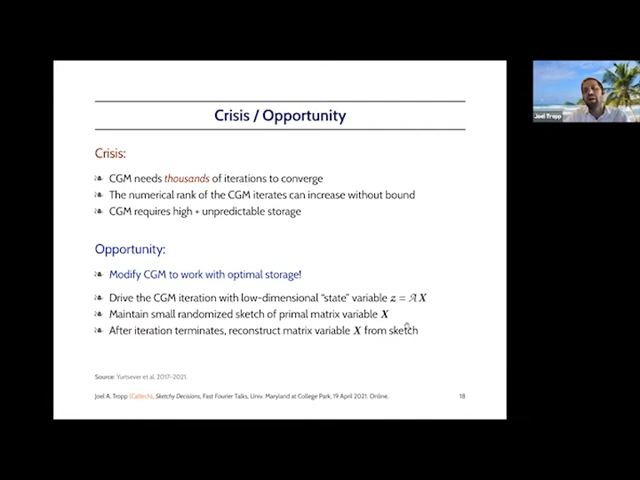 Crisis / Opportunity
Joel Tropp
Crisis:
❧ CGM needs thousands of iterations to converge
❧ The numerical rank of the CGM iterates can increase without bound
❧ CGM requires high + unpredictable storage
Opportunity:
❧ Modify CGM to work with optimal storage!
❧ Drive the CGM iteration with low-dimensional “state” variable z = 𝒜X
❧ Maintain small randomized sketch of primal matrix variable X
❧ After iteration terminates, reconstruct matrix variable X from sketch
Source: Yurtsever et al. 2017–2021.
Joel A. Tropp (Caltech), Sketchy Decisions, Fast Fourier Talks, Univ. Maryland at College Park, 19 April 2021. Online. 18